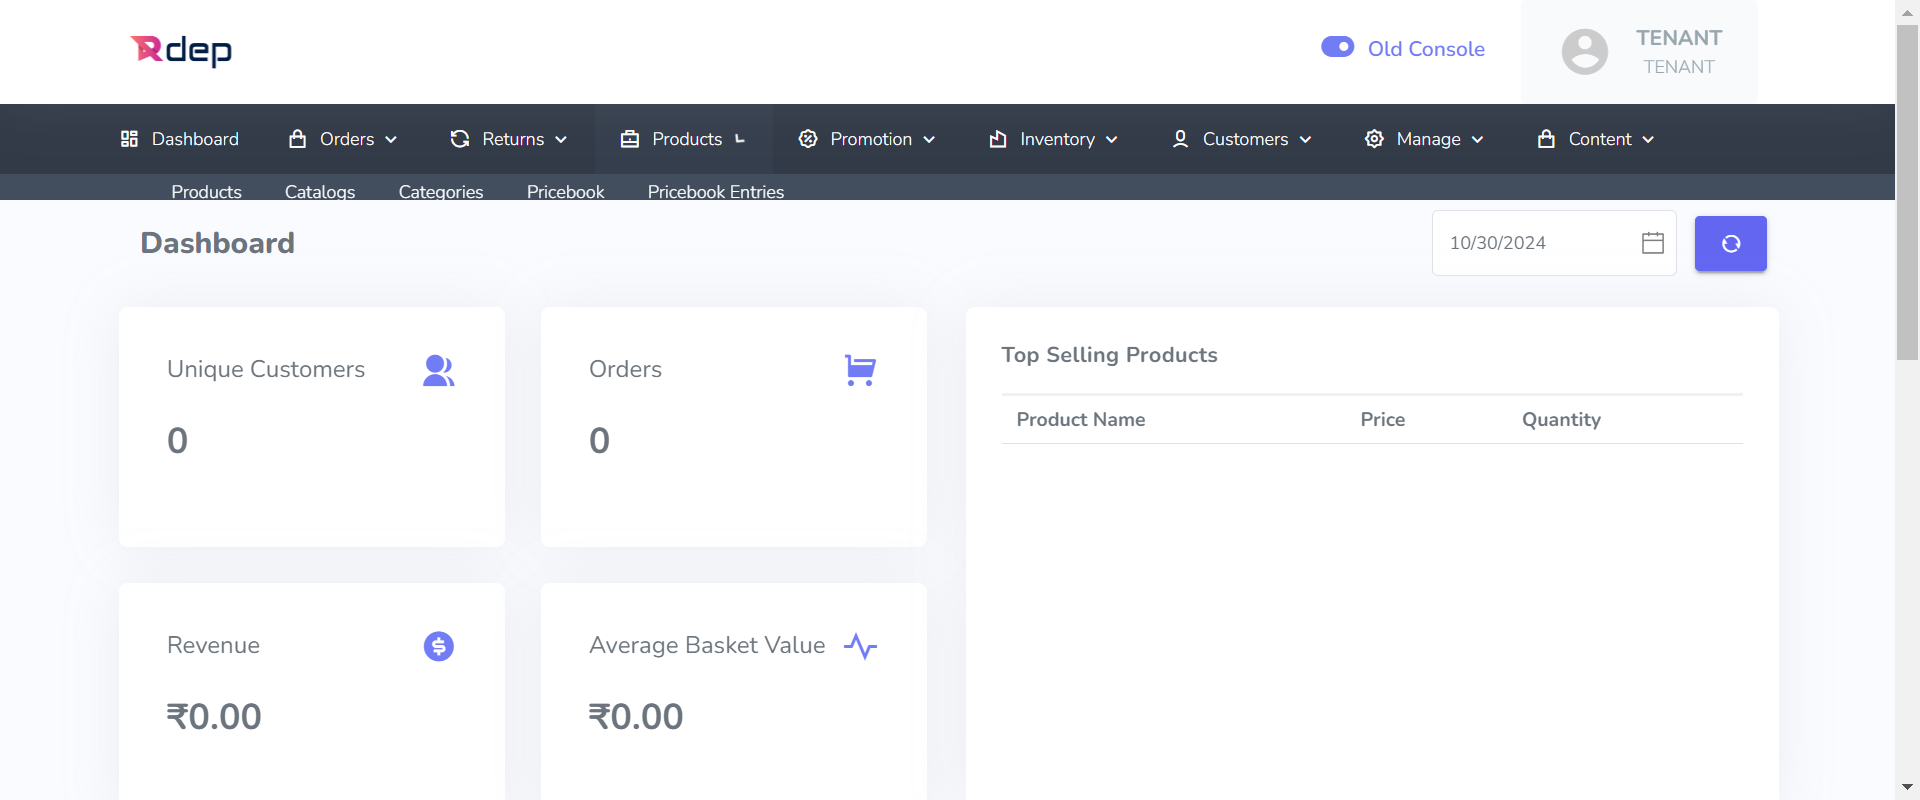 Rdep
Old Console
TENANT
TENANT
Dashboard Orders Returns Products Promotion Inventory Customers Manage Content
Products Catalogs Categories Pricebook Pricebook Entries
Dashboard
10/30/2024
Unique Customers
0
Orders
0
Top Selling Products
Product Name Price Quantity
Revenue
₹0.00
Average Basket Value
₹0.00